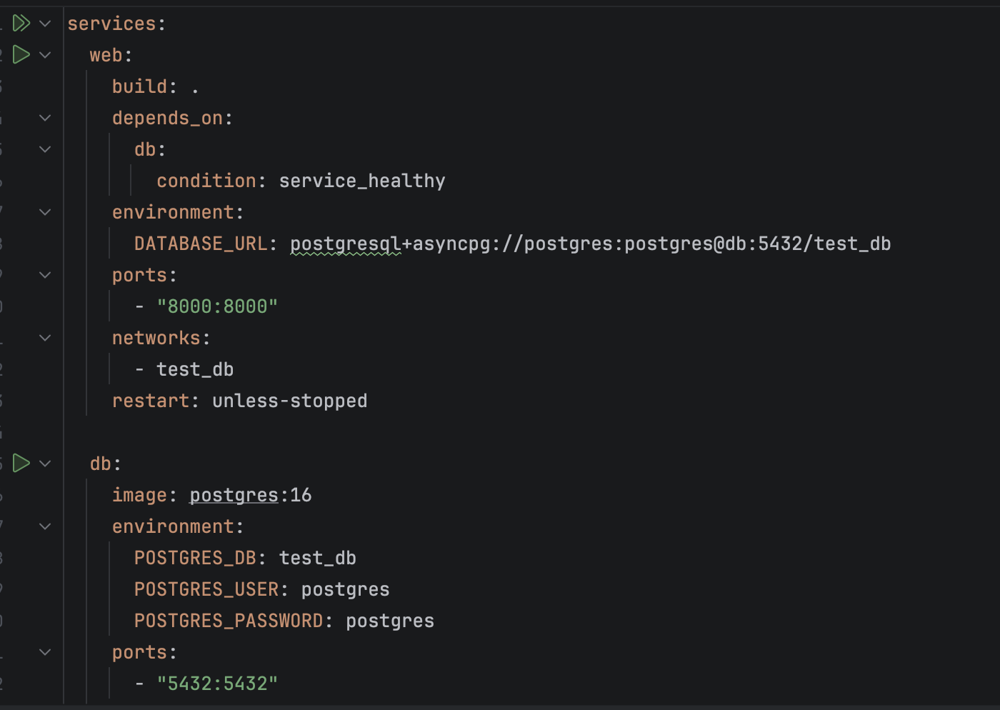 services:
  web:
    build: .
    depends_on:
      db:
        condition: service_healthy
    environment:
      DATABASE_URL: postgresql+asyncpg://postgres:postgres@db:5432/test_db
    ports:
      - "8000:8000"
    networks:
      - test_db
    restart: unless-stopped

  db:
    image: postgres:16
    environment:
      POSTGRES_DB: test_db
      POSTGRES_USER: postgres
      POSTGRES_PASSWORD: postgres
    ports:
      - "5432:5432"